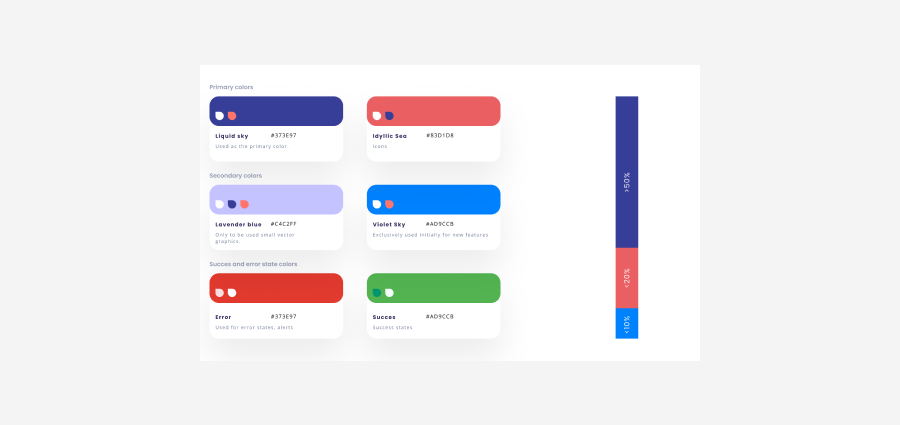 Primary colors
Liquid sky #373E97
Used as the primary color
Idyllic Sea #83D1D8
Icons
Secondary colors
Lavender blue #C4C2FF
Only to be used small vector
graphics.
Violet Sky #AD9CCB
Exclusively used initially for new features
Succes and error state colors
Error #373E97
Used for error states, alerts
Succes #AD9CCB
Success states
>50%
<20%
<10%